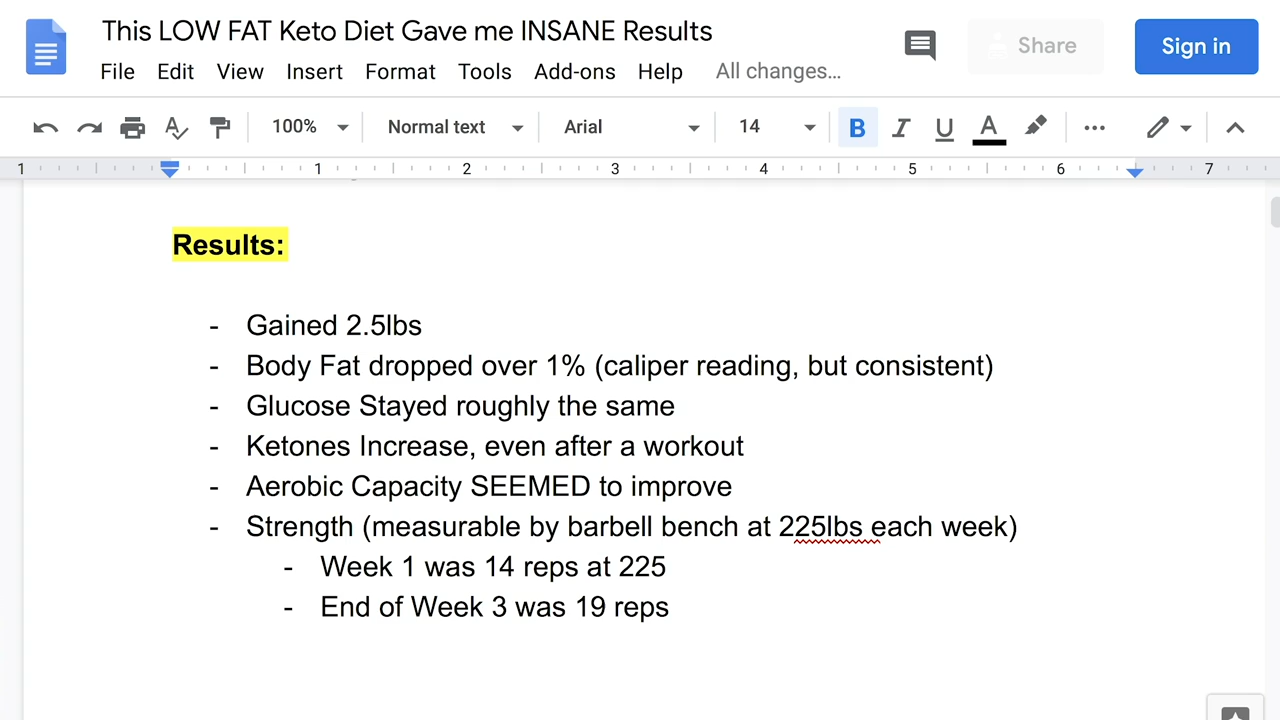 This LOW FAT Keto Diet Gave me INSANE Results
Share
Sign in
File Edit View Insert Format Tools Add-ons Help All changes...
100% Normal text Arial 14 B I U A
1 1 2 3 4 5 6 7
Results:
- Gained 2.5lbs
- Body Fat dropped over 1% (caliper reading, but consistent)
- Glucose Stayed roughly the same
- Ketones Increase, even after a workout
- Aerobic Capacity SEEMED to improve
- Strength (measurable by barbell bench at 225lbs each week)
- Week 1 was 14 reps at 225
- End of Week 3 was 19 reps